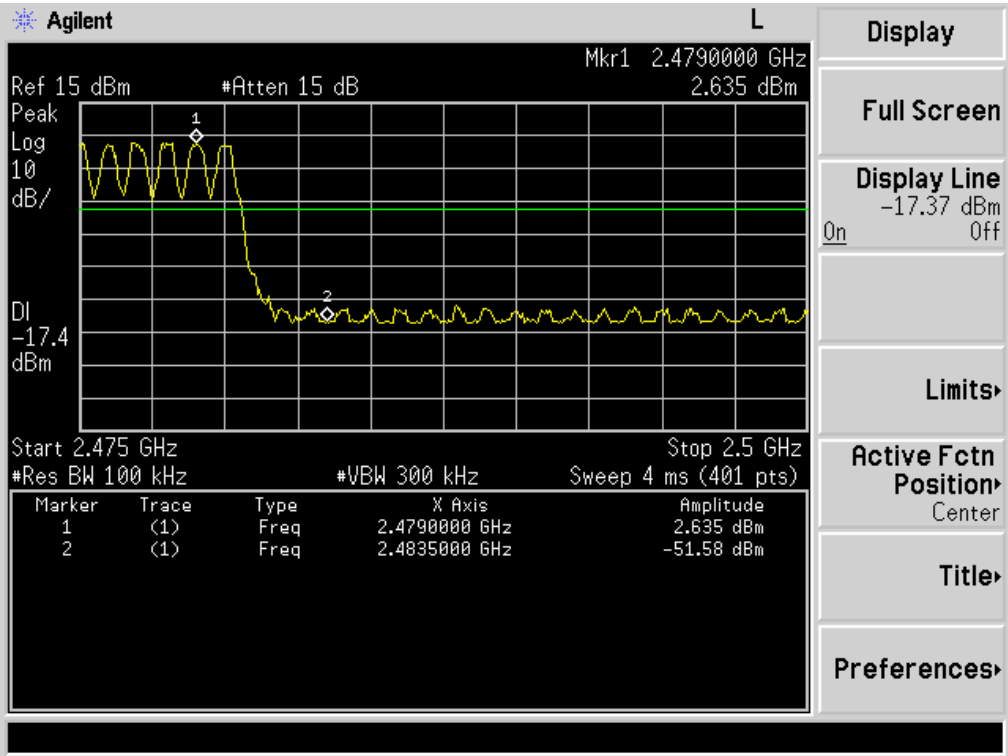 Agilent
L
Mkr1 2.4790000 GHz
Ref 15 dBm #Atten 15 dB 2.635 dBm
Peak
Log
10
dB/
1
2
DI
-17.4
dBm
Start 2.475 GHz Stop 2.5 GHz
#Res BW 100 kHz #VBW 300 kHz Sweep 4 ms (401 pts)
Marker Trace Type X Axis Amplitude
1 (1) Freq 2.4790000 GHz 2.635 dBm
2 (1) Freq 2.4835000 GHz -51.58 dBm
Display
Full Screen
Display Line
-17.37 dBm
On Off
Limits
Active Fctn
Position
Center
Title
Preferences